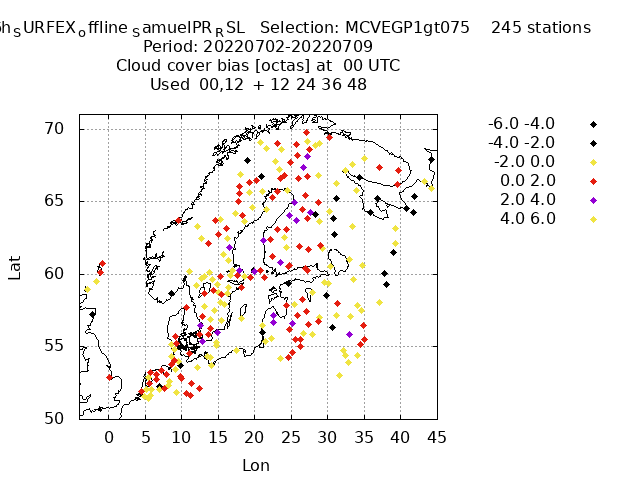 SURFEX offline SamuelPR RSL Selection: MCVEGP1gt075 245 stations
Period: 20220702-20220709
Cloud cover bias [octas] at 00 UTC
Used 00,12 + 12 24 36 48
-6.0 -4.0
-4.0 -2.0
-2.0 0.0
0.0 2.0
2.0 4.0
4.0 6.0
70
65
60
55
50
Lat
0 5 10 15 20 25 30 35 40 45
Lon